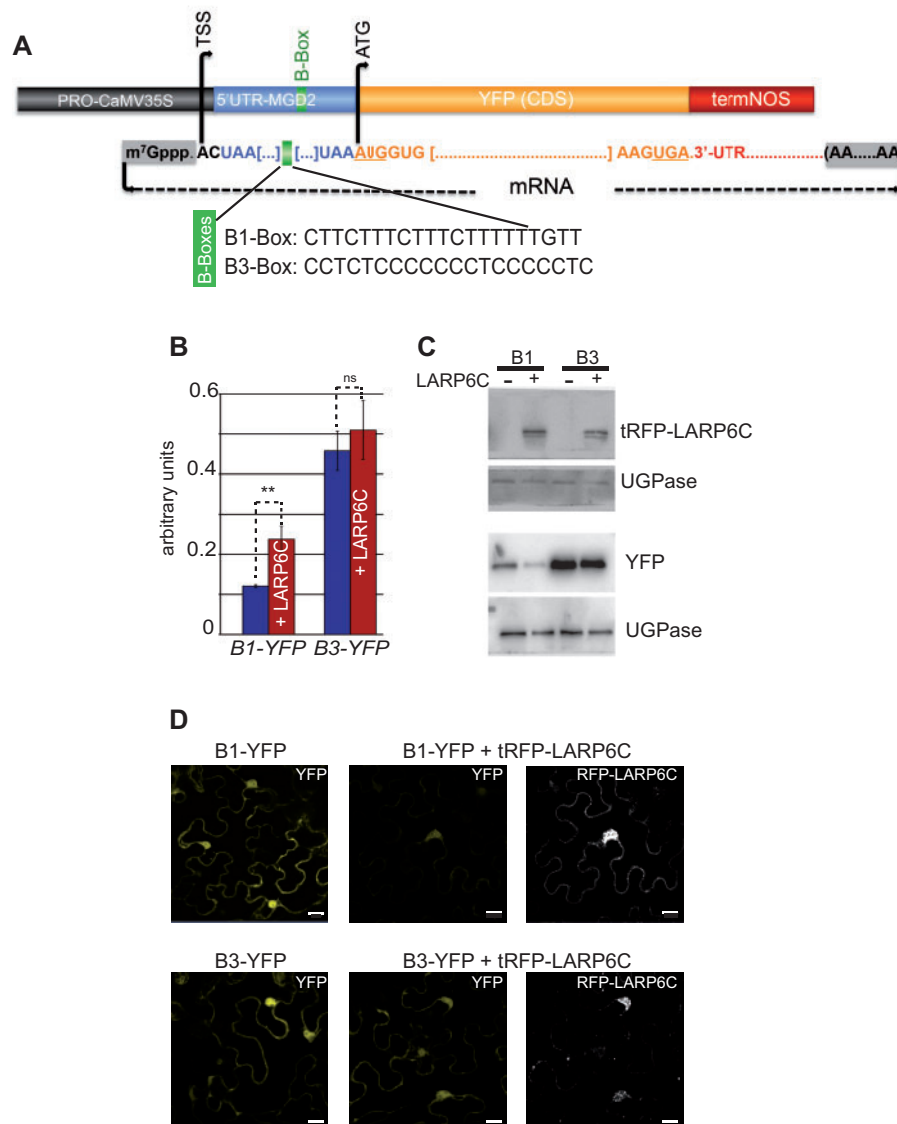 A
TSS
B-Box
ATG
PRO-CaMV35S
5'UTR-MGD2
YFP (CDS)
termNOS
m⁷Gppp. ACUAA[...] [...]UAAAUGGUG [..............................] AAGUGA.3'-UTR.............(AA.....AA)
mRNA
B-Boxes
B1-Box: CTTCTTTCTTTCTTTTTTGTT
B3-Box: CCTCTCCCCCCCTCCCCCTC
B
arbitrary units
0.6
0.4
0.2
0
**
ns
+ LARP6C
+ LARP6C
B1-YFP
B3-YFP
C
B1 B3
LARP6C - + - +
tRFP-LARP6C
UGPase
YFP
UGPase
D
B1-YFP
B1-YFP + tRFP-LARP6C
YFP
YFP
RFP-LARP6C
B3-YFP
B3-YFP + tRFP-LARP6C
YFP
YFP
RFP-LARP6C